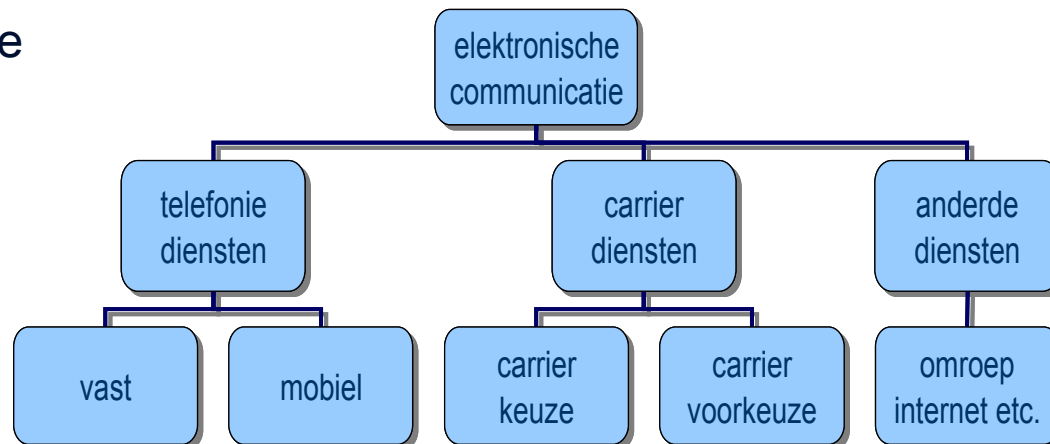 e
elektronische
communicatie
telefonie
diensten
carrier
diensten
anderde
diensten
vast
mobiel
carrier
keuze
carrier
voorkeuze
omroep
internet etc.